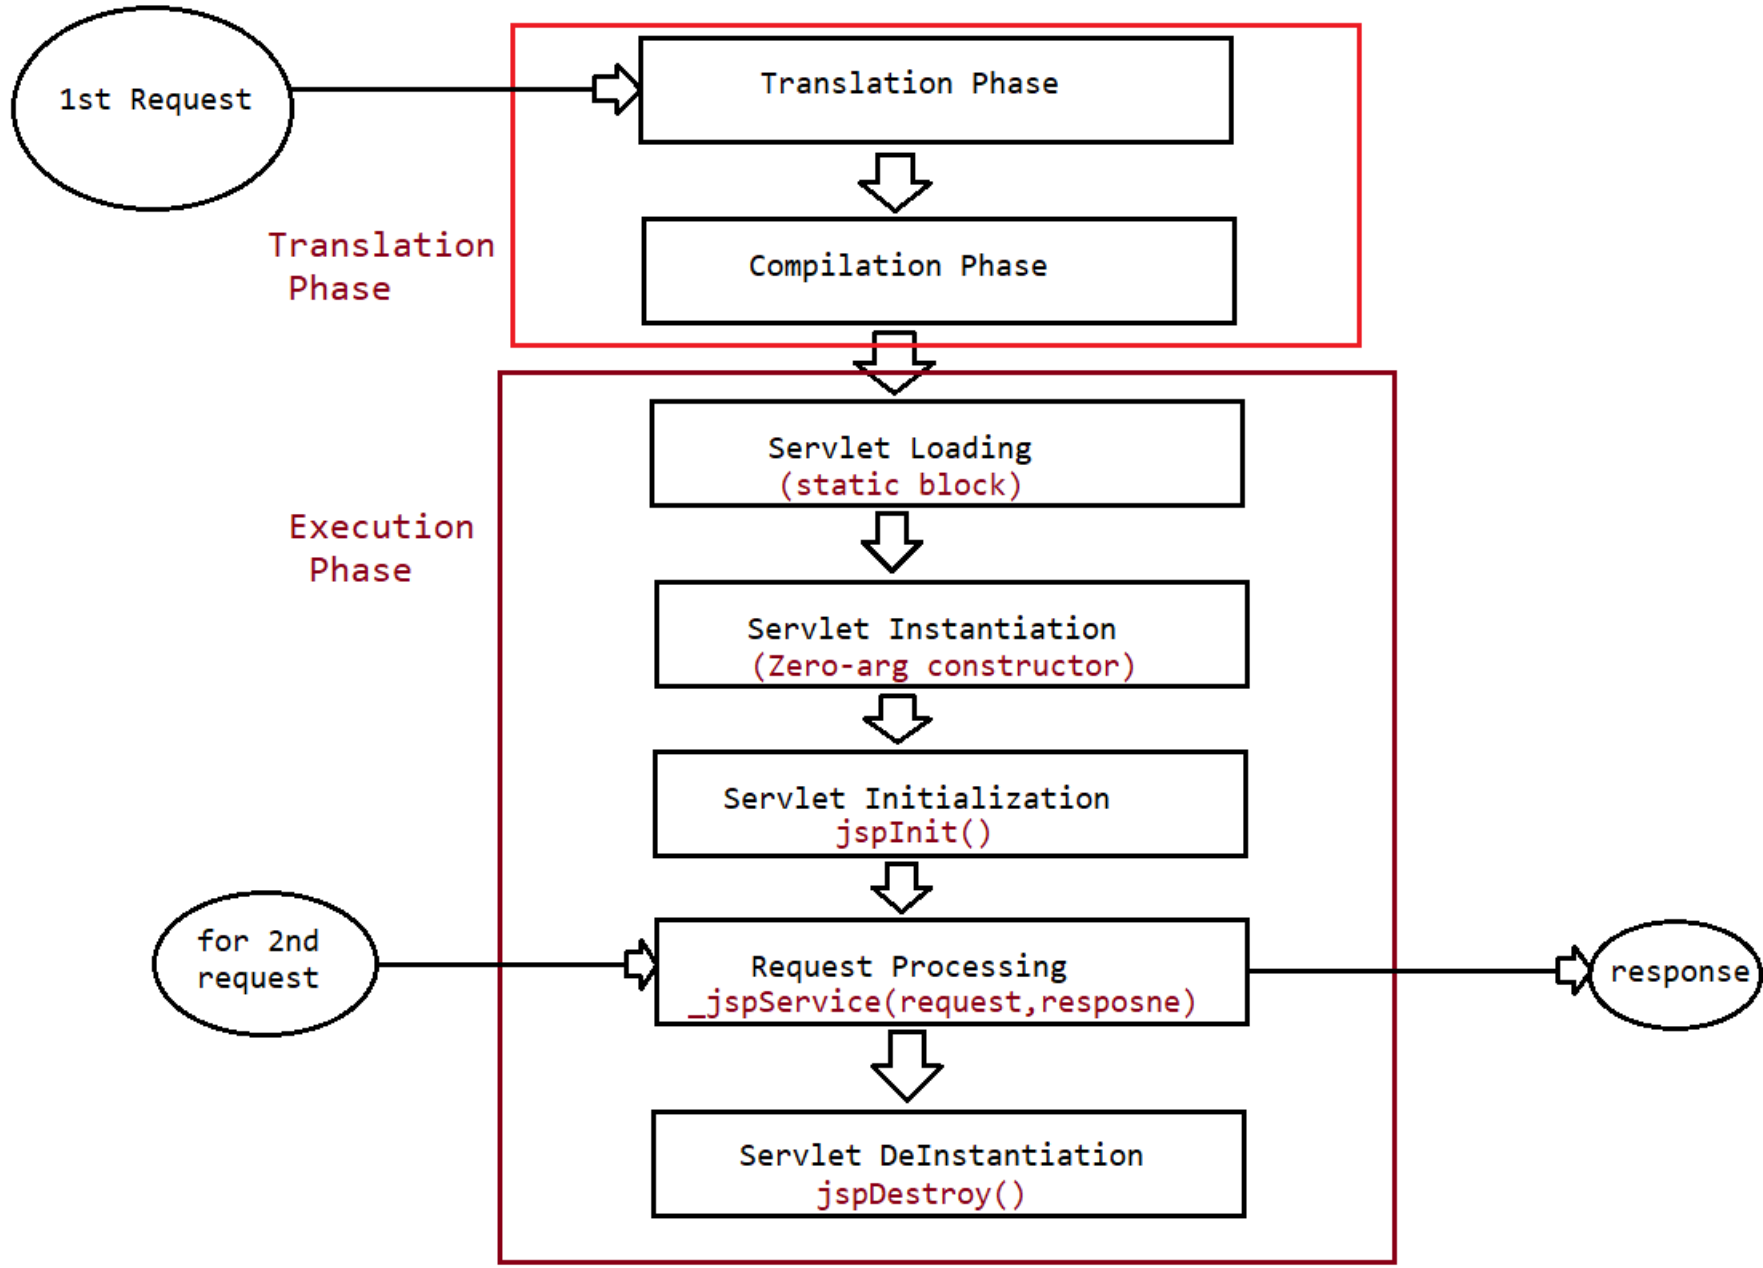 1st Request
Translation Phase
Translation
Phase
Compilation Phase
Servlet Loading
(static block)
Execution
Phase
Servlet Instantiation
(Zero-arg constructor)
Servlet Initialization
jspInit()
for 2nd
request
Request Processing
_jspService(request,resposne)
response
Servlet DeInstantiation
jspDestroy()